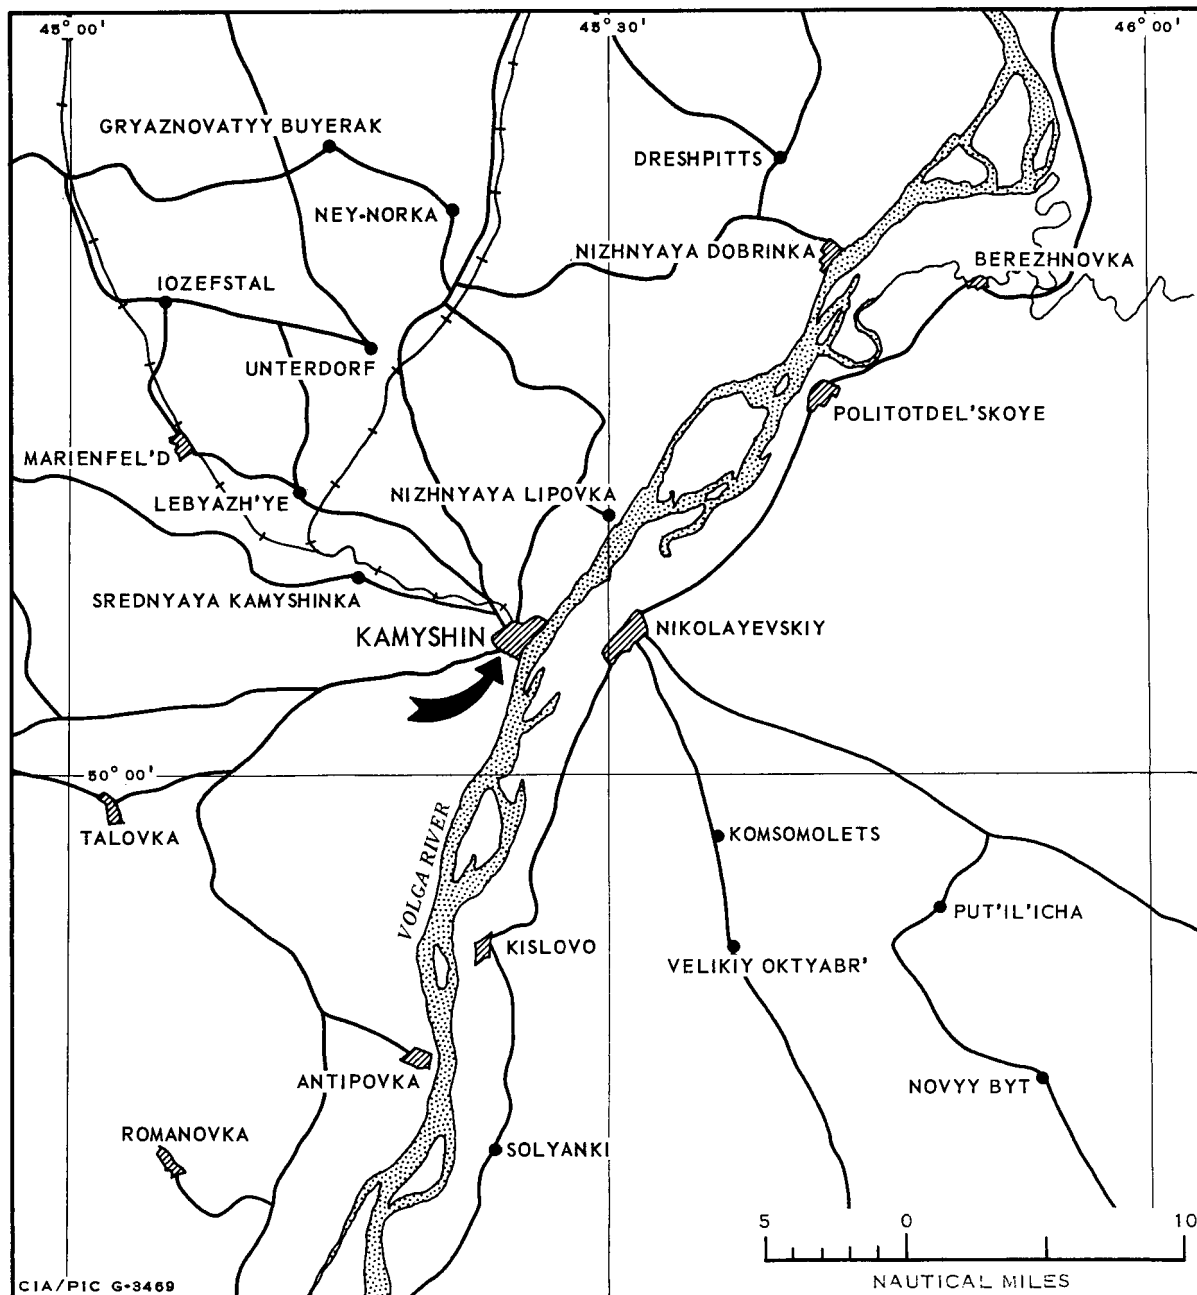 45° 00'
45° 30'
46° 00'
GRYAZNOVATYY BUYERAK
DRESHPITTS
NEY-NORKA
NIZHNYAYA DOBRINKA
BEREZHNOVKA
IOZEFSTAL
UNTERDORF
POLITOTDEL'SKOYE
MARIENFEL'D
LEBYAZH'YE
NIZHNYAYA LIPOVKA
SREDNYAYA KAMYSHINKA
KAMYSHIN
NIKOLAYEVSKIY
50° 00'
TALOVKA
VOLGA RIVER
KOMSOMOLETS
PUT'IL'ICHA
KISLOVO
VELIKIY OKTYABR'
ANTIPOVKA
NOVYY BYT
ROMANOVKA
SOLYANKI
5 0 10
NAUTICAL MILES
CIA/PIC G-3469